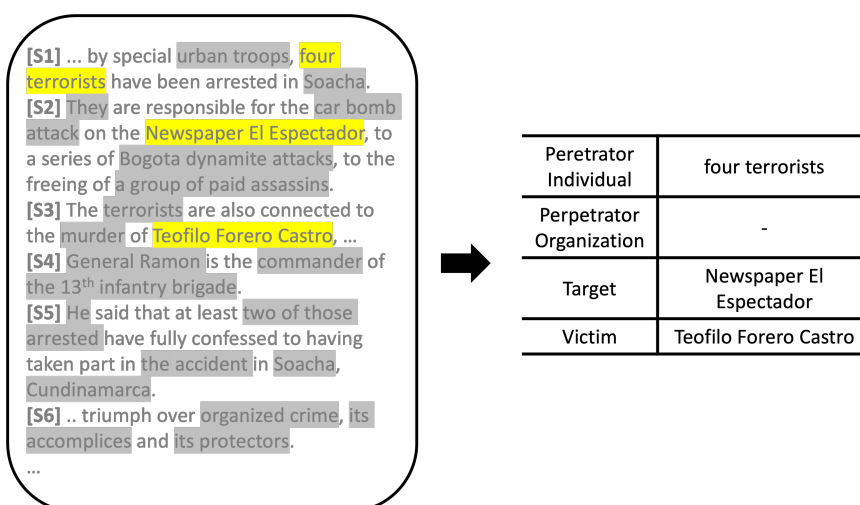 [S1] ... by special urban troops, four
terrorists have been arrested in Soacha.
[S2] They are responsible for the car bomb
attack on the Newspaper El Espectador, to
a series of Bogota dynamite attacks, to the
freeing of a group of paid assassins.
[S3] The terrorists are also connected to
the murder of Teofilo Forero Castro, ...
[S4] General Ramon is the commander of
the 13th infantry brigade.
[S5] He said that at least two of those
arrested have fully confessed to having
taken part in the accident in Soacha,
Cundinamarca.
[S6] .. triumph over organized crime, its
accomplices and its protectors.
...
Peretrator
Individual
four terrorists
Perpetrator
Organization
-
Target
Newspaper El
Espectador
Victim
Teofilo Forero Castro